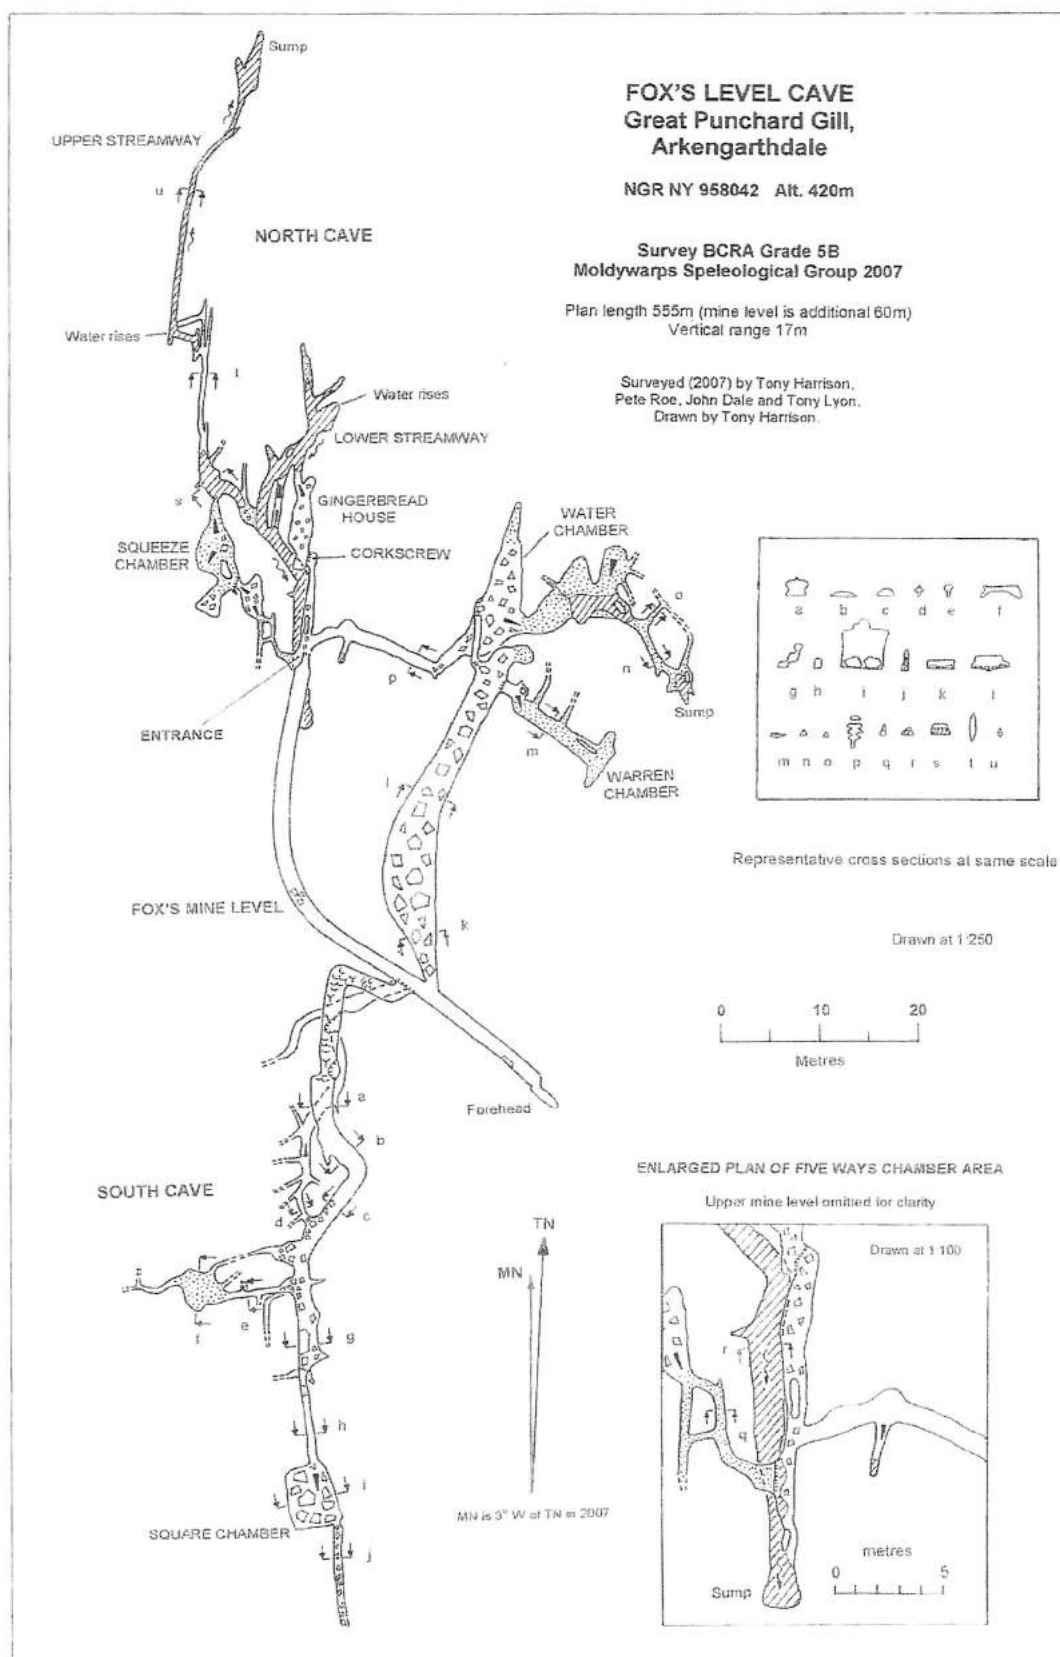 FOX'S LEVEL CAVE
Great Punchard Gill,
Arkengarthdale
NGR NY 958042 Alt. 420m
Survey BCRA Grade 5B
Moldywarps Speleological Group 2007
Plan length 555m (mine level is additional 60m)
Vertical range 17m
Surveyed (2007) by Tony Harrison,
Pete Roe, John Dale and Tony Lyon.
Drawn by Tony Harrison.
Sump
UPPER STREAMWAY
u
NORTH CAVE
Water rises
t
Water rises
LOWER STREAMWAY
s
GINGERBREAD
HOUSE
WATER
CHAMBER
SQUEEZE
CHAMBER
CORKSCREW
o
p
n
Sump
ENTRANCE
m
WARREN
CHAMBER
l
FOX'S MINE LEVEL
k
a b c d e f
g h i j k l
m n o p q r s t u
Representative cross sections at same scale
Drawn at 1:250
0 10 20
Metres
Forehead
a
b
SOUTH CAVE
d
c
f
e
g
h
i
SQUARE CHAMBER
j
TN
MN
MN is 3° W of TN in 2007
ENLARGED PLAN OF FIVE WAYS CHAMBER AREA
Upper mine level omitted for clarity
Drawn at 1:100
r
q
metres
0 5
Sump